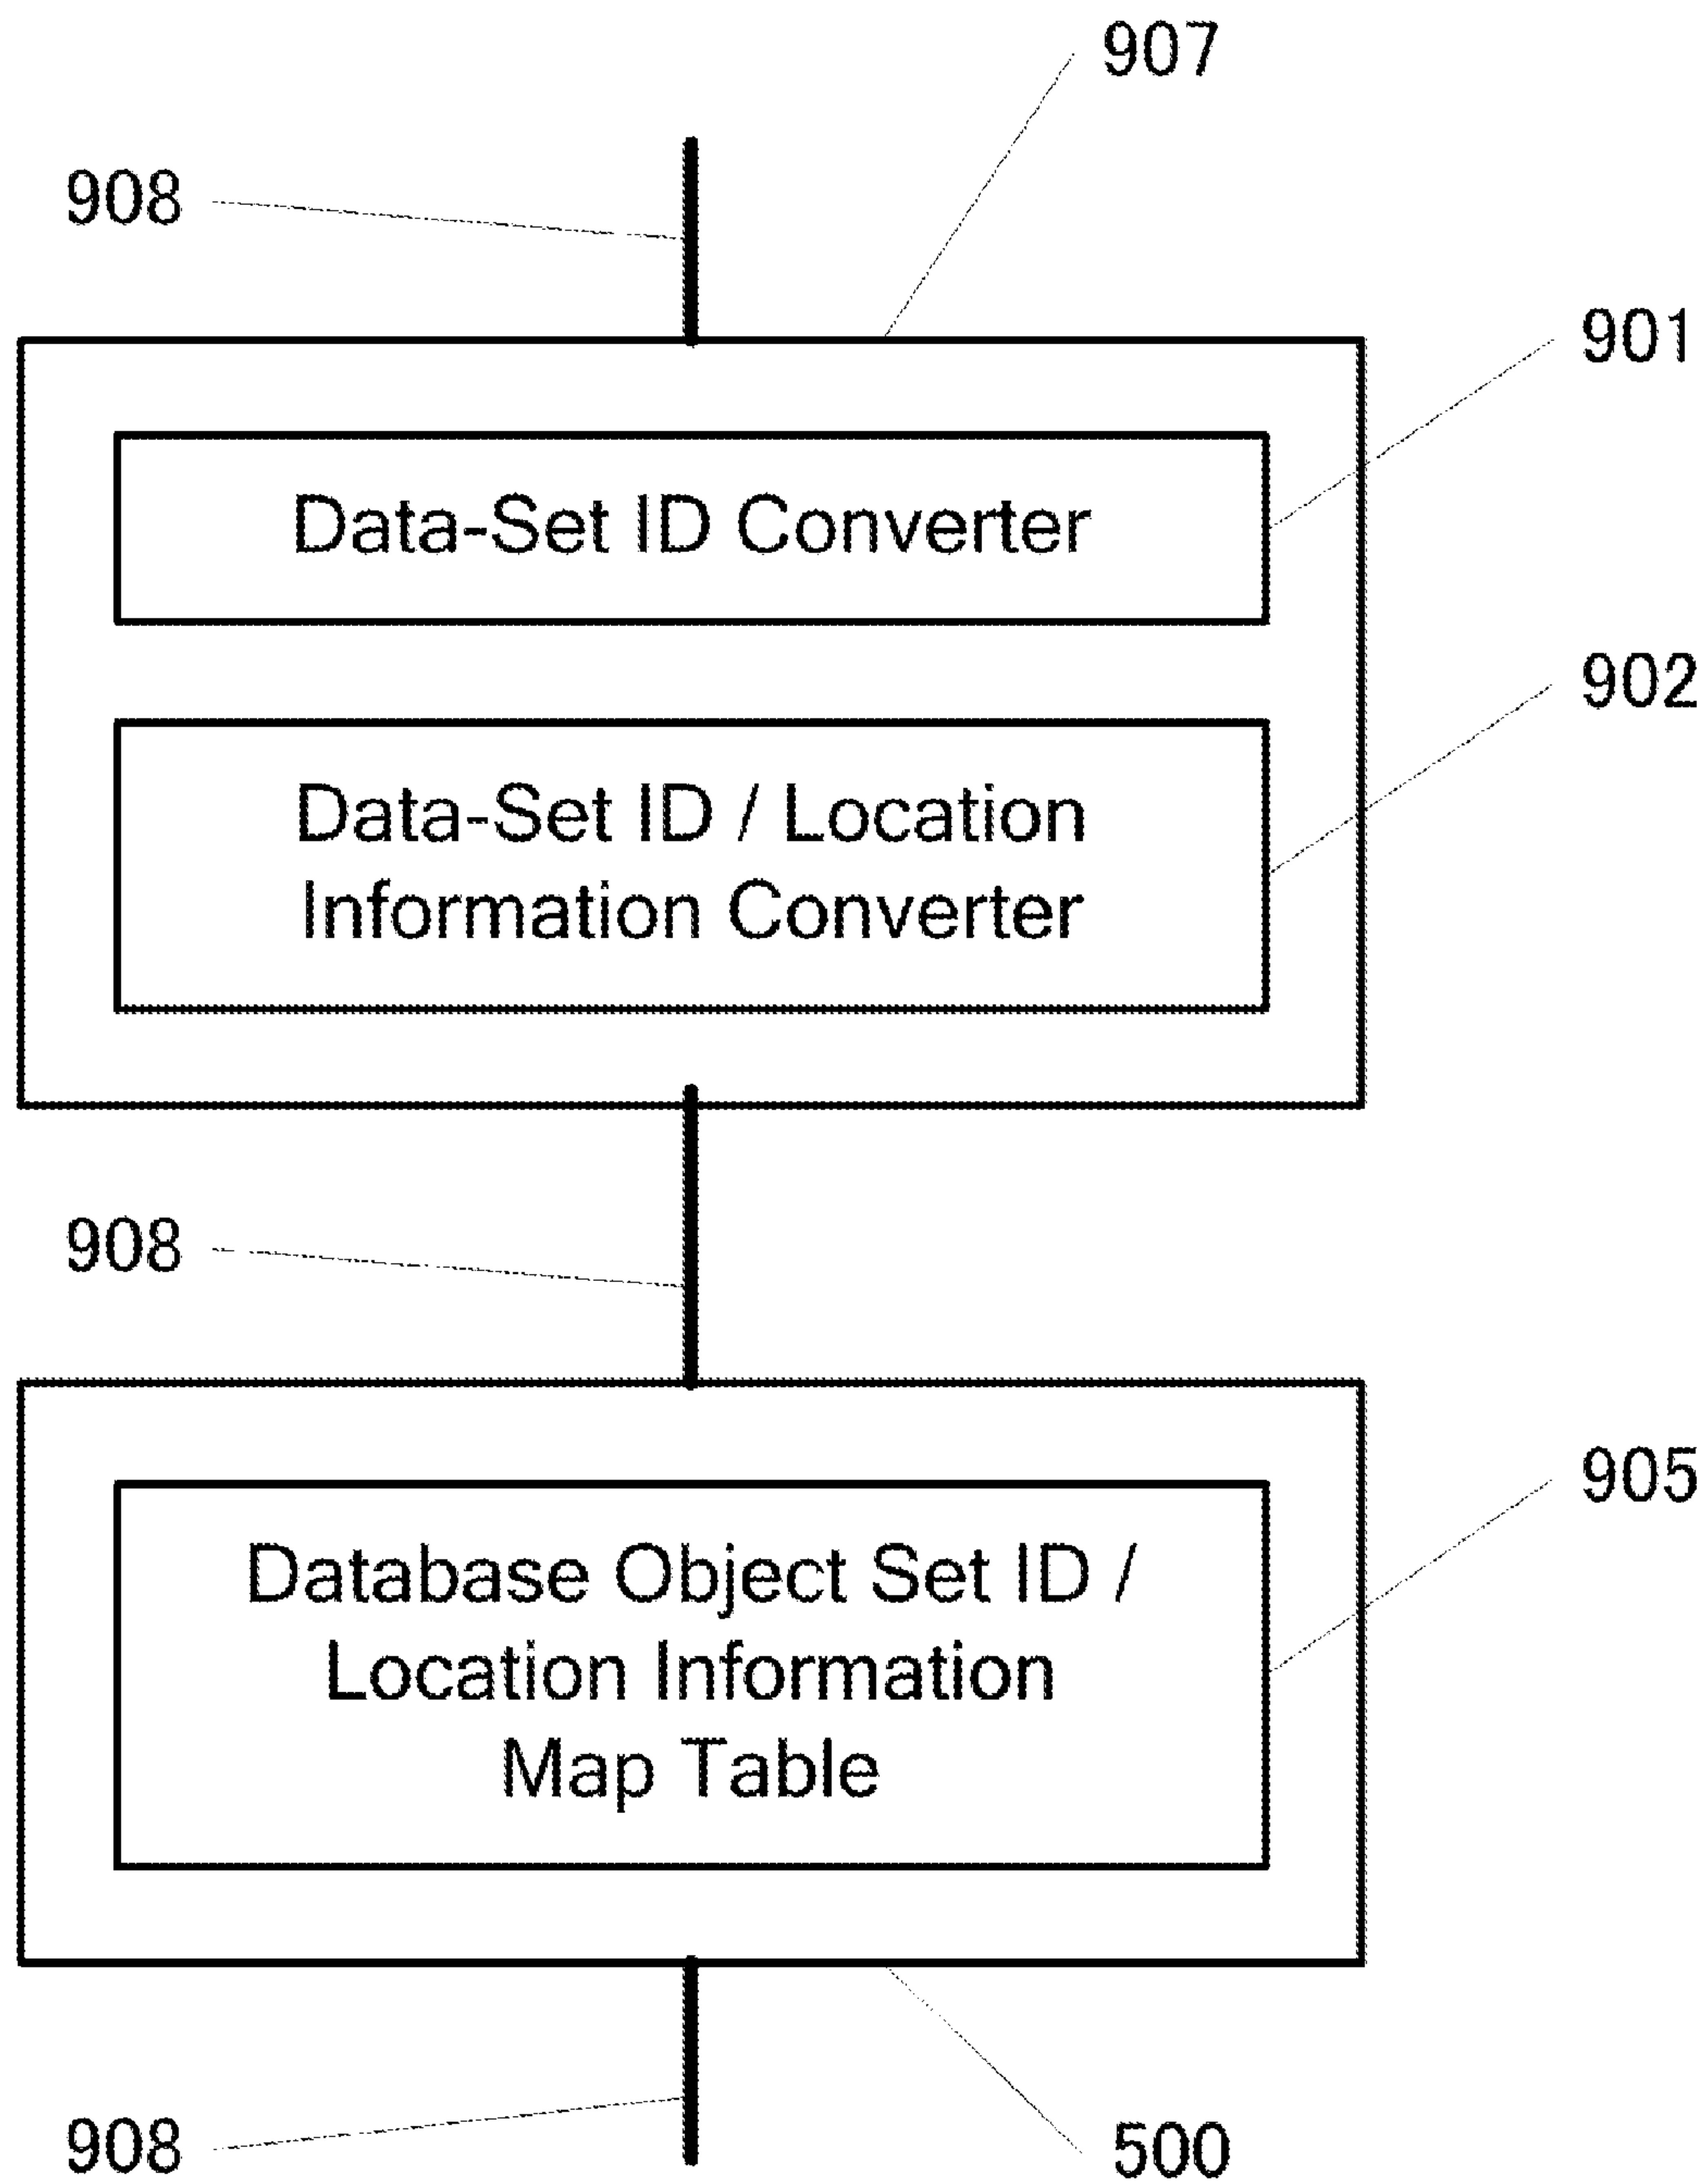 907
908
901
Data-Set ID Converter
902
Data-Set ID / Location
Information Converter
908
905
Database Object Set ID /
Location Information
Map Table
908
500